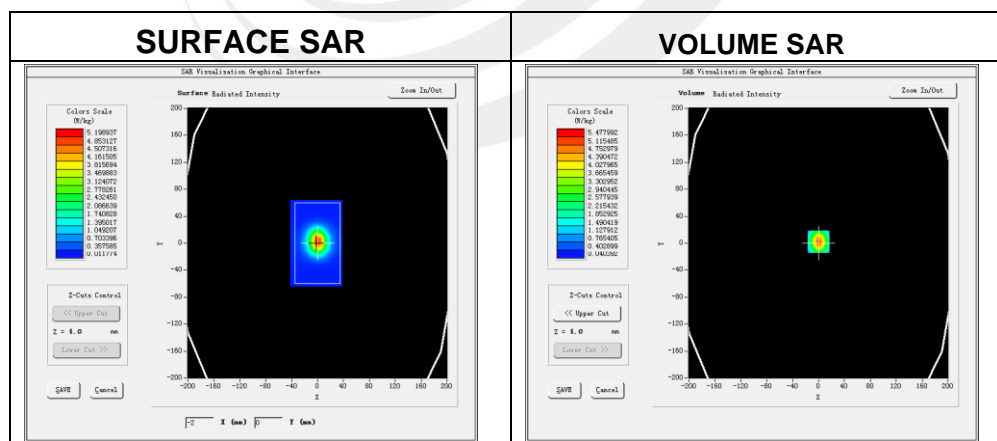 SURFACE SAR
VOLUME SAR
SAR Visualisation Graphical Interface
Surface Radiated Intensity
Zoom In/Out
Colors Scale
(W/kg)
5.198937
4.853127
4.507316
4.161505
3.815694
3.469883
3.124072
2.778261
2.432450
2.086639
1.740828
1.395017
1.049207
0.703396
0.357585
0.011774
Z-Cuts Control
<< Upper Cut
Z = 4.0 mm
Lower Cut >>
SAVE Cancel
200
160
120
80
40
0
-40
-80
-120
-160
-200
Y
-200 -160 -120 -80 -40 0 40 80 120 160 200
X
-2 X (mm) 0 Y (mm)
SAR Visualisation Graphical Interface
Volume Radiated Intensity
Zoom In/Out
Colors Scale
(W/kg)
5.477992
5.115485
4.752979
4.390472
4.027965
3.665459
3.302952
2.940445
2.577939
2.215432
1.852925
1.490419
1.127912
0.765405
0.402899
0.040392
Z-Cuts Control
<< Upper Cut
Z = 4.0 mm
Lower Cut >>
SAVE Cancel
200
160
120
80
40
0
-40
-80
-120
-160
-200
Y
-200 -160 -120 -80 -40 0 40 80 120 160 200
X